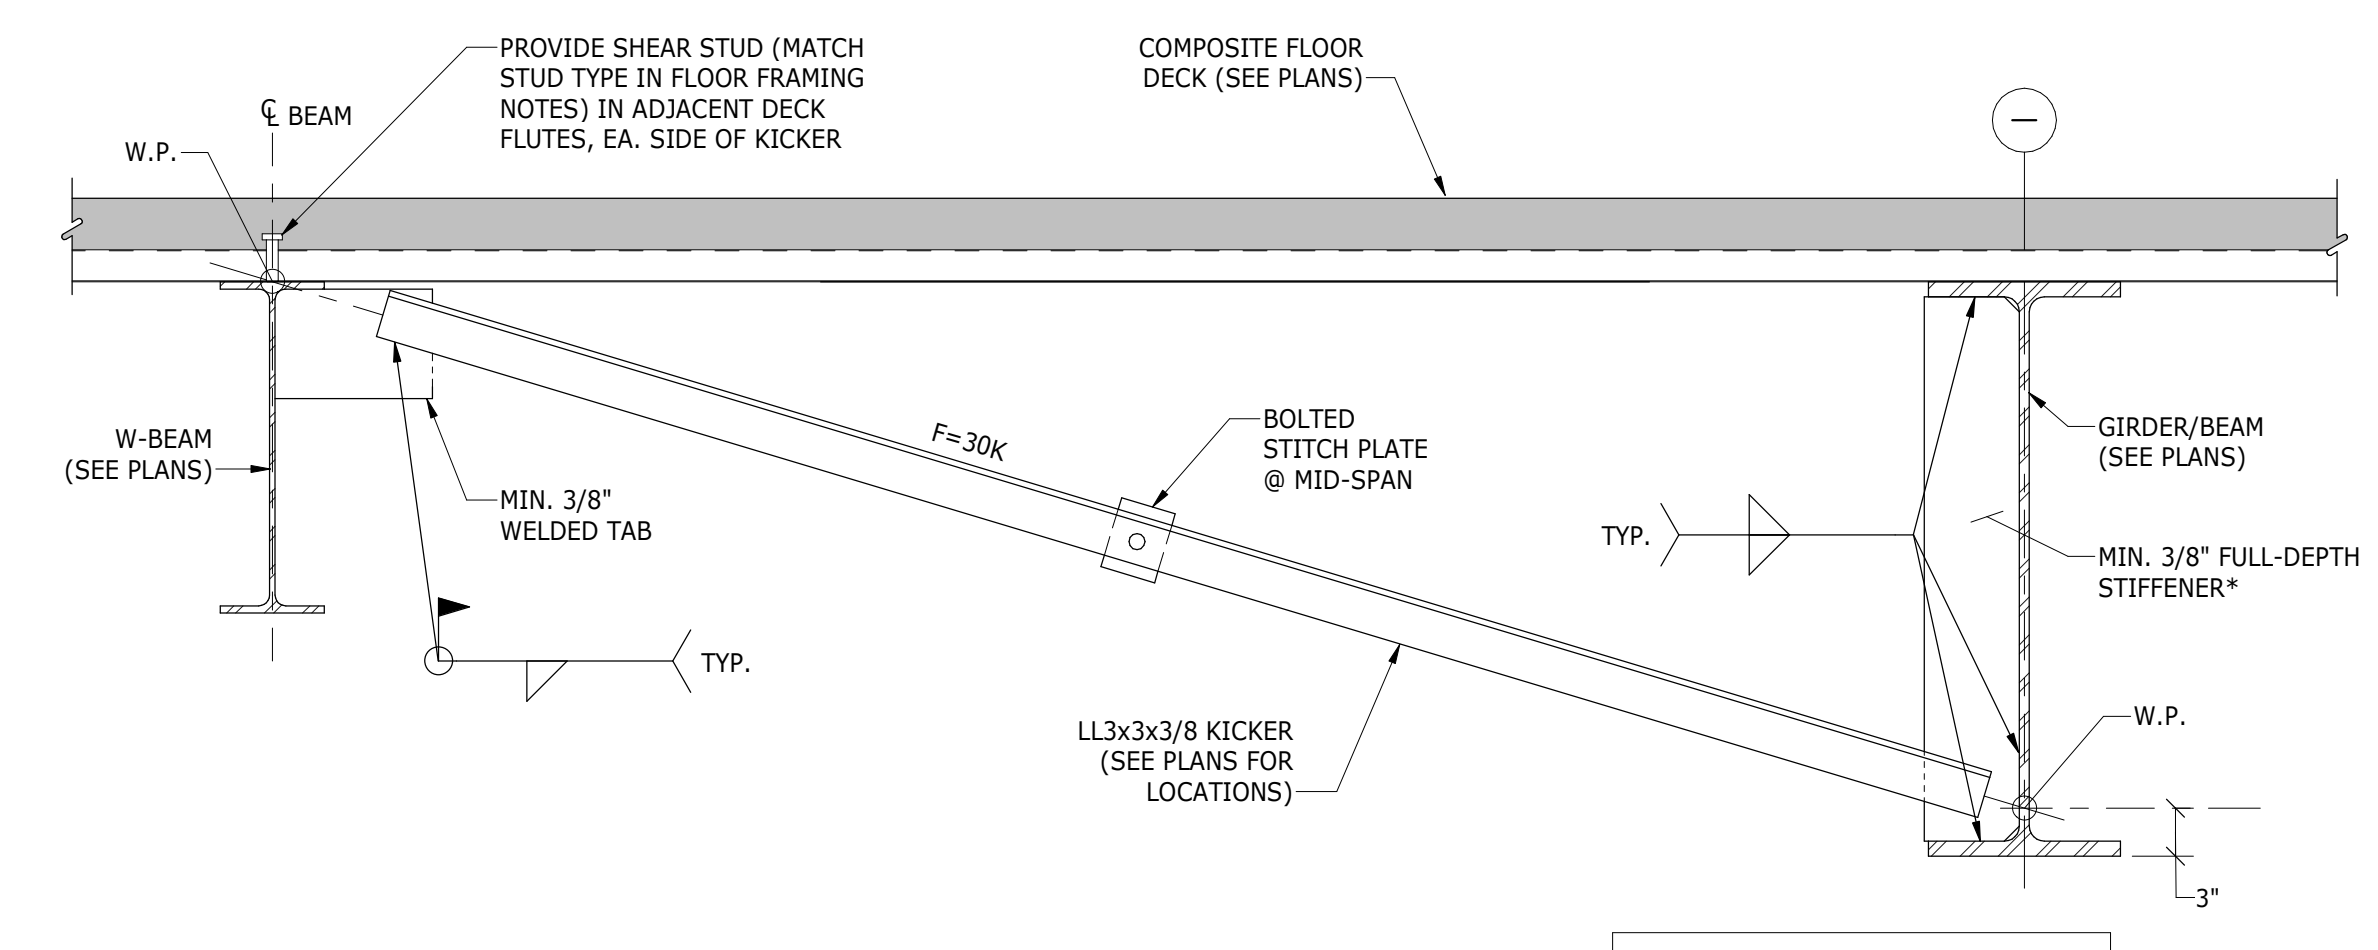 PROVIDE SHEAR STUD (MATCH
STUD TYPE IN FLOOR FRAMING
NOTES) IN ADJACENT DECK
FLUTES, EA. SIDE OF KICKER
COMPOSITE FLOOR
DECK (SEE PLANS)
℄ BEAM
W.P.
W-BEAM
(SEE PLANS)
MIN. 3/8"
WELDED TAB
TYP.
F=30K
BOLTED
STITCH PLATE
@ MID-SPAN
LL3x3x3/8 KICKER
(SEE PLANS FOR
LOCATIONS)
TYP.
GIRDER/BEAM
(SEE PLANS)
MIN. 3/8" FULL-DEPTH
STIFFENER*
W.P.
3"